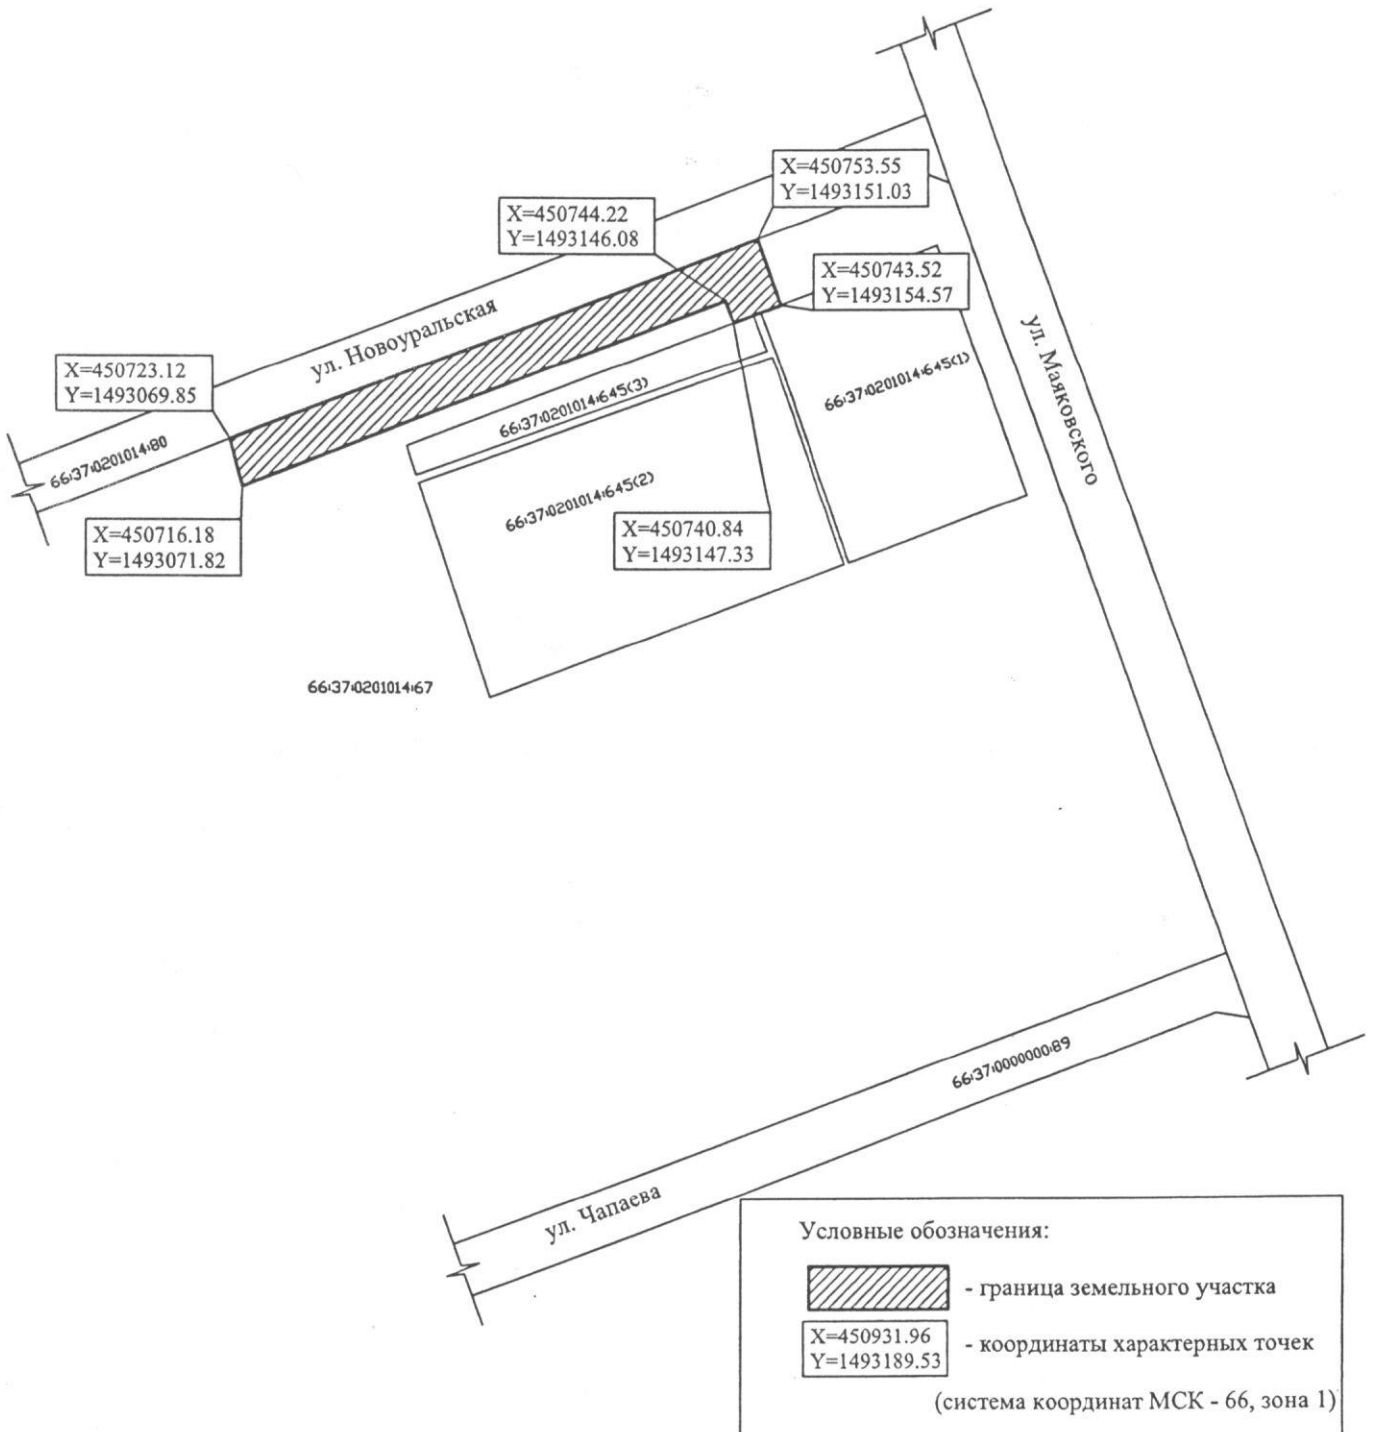 X=450753.55
Y=1493151.03
X=450744.22
Y=1493146.08
X=450743.52
Y=1493154.57
ул. Новоуральская
ул. Маяковского
X=450723.12
Y=1493069.85
66:37:0201014:645(1)
66:37:0201014:645(3)
66:37:0201014:80
66:37:0201014:645(2)
X=450716.18
Y=1493071.82
X=450740.84
Y=1493147.33
66:37:0201014:67
66:37:0000000:89
ул. Чапаева
Условные обозначения:
- граница земельного участка
X=450931.96
Y=1493189.53
- координаты характерных точек
(система координат МСК - 66, зона 1)